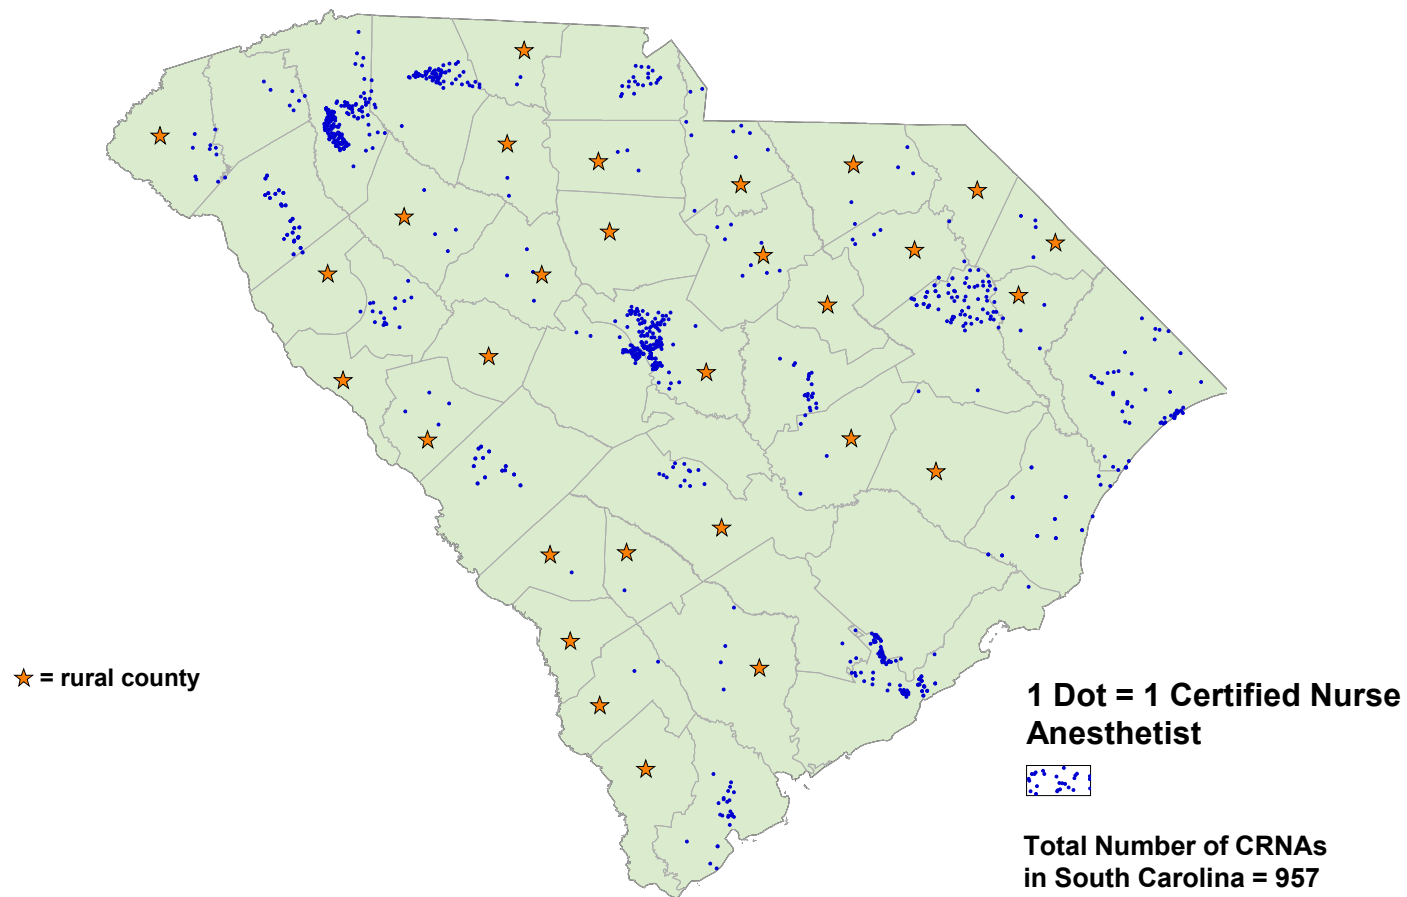 = rural county
1 Dot = 1 Certified Nurse
Anesthetist
Total Number of CRNAs
in South Carolina = 957